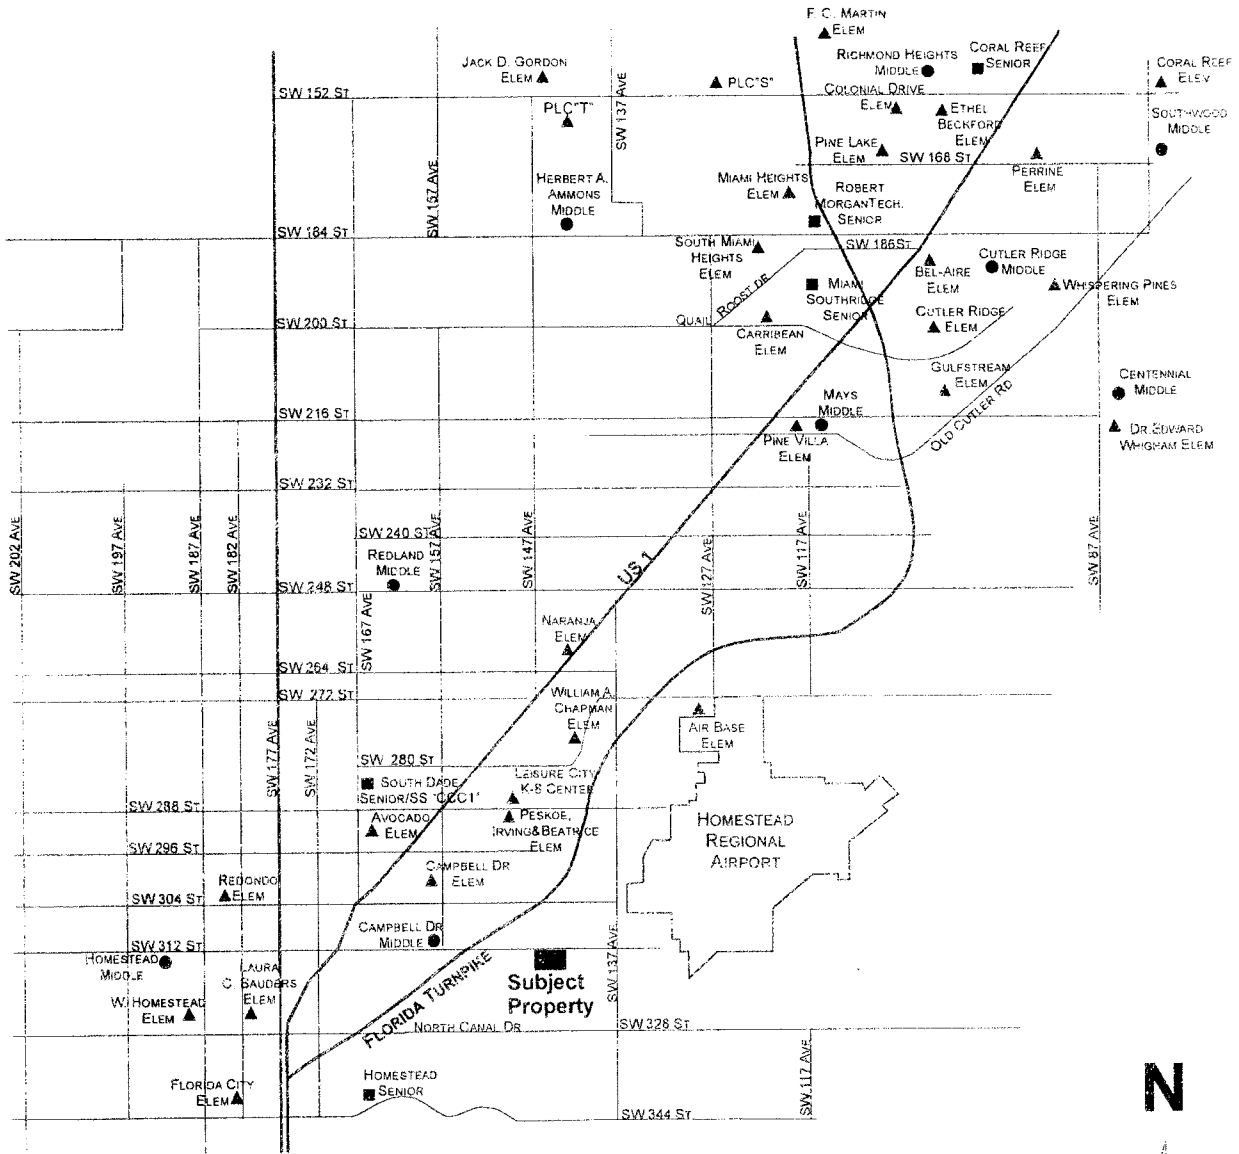 F. C. MARTIN
ELEM
JACK D. GORDON
ELEM
SW 137 AVE
RICHMOND HEIGHTS
MIDDLE
CORAL REEF
SENIOR
CORAL REEF
ELEV
SW 152 ST
PLC"S"
COLONIAL DRIVE
ELEM
PLC"T"
ETHEL
BECKFORD
ELEM
SOUTHWOOD
MIDDLE
PINE LAKE
ELEM
SW 168 ST
PERRINE
ELEM
SW 157 AVE
HERBERT A.
AMMONS
MIDDLE
MIAMI HEIGHTS
ELEM
ROBERT
MORGAN TECH.
SENIOR
SW 184 ST
SOUTH MIAMI
HEIGHTS
ELEM
SW 186 ST
BEL-AIRE
ELEM
CUTLER RIDGE
MIDDLE
WHISPERING PINES
ELEM
QUAIL ROOST DR
MIAMI
SOUTHRIDGE
SENIOR
SW 200 ST
CARRIBEAN
ELEM
CUTLER RIDGE
ELEM
GULFSTREAM
ELEM
CENTENNIAL
MIDDLE
MAYS
MIDDLE
SW 216 ST
PINE VILLA
ELEM
OLD CUTLER RD
DR. EDWARD
WHIGHAM ELEM
SW 232 ST
SW 202 AVE
SW 197 AVE
SW 187 AVE
SW 182 AVE
SW 240 ST
SW 157 AVE
SW 147 AVE
US 1
SW 127 AVE
SW 117 AVE
SW 87 AVE
REDLAND
MIDDLE
SW 248 ST
SW 167 AVE
NARANJA
ELEM
SW 264 ST
SW 272 ST
WILLIAM A.
CHAPMAN
ELEM
AIR BASE
ELEM
SW 177 AVE
SW 172 AVE
SW 280 ST
SOUTH DADE
SENIOR/SS "CCC1"
LEISURE CITY
K-8 CENTER
SW 288 ST
AVOCADO
ELEM
PESKOE,
IRVING&BEATRICE
ELEM
HOMESTEAD
REGIONAL
AIRPORT
SW 296 ST
CAMPBELL DR
ELEM
REDONDO
ELEM
SW 304 ST
CAMPBELL DR
MIDDLE
SW 312 ST
HOMESTEAD
MIDDLE
LAURA
C. SAUDERS
ELEM
W. HOMESTEAD
ELEM
FLORIDA TURNPIKE
Subject
Property
SW 137 AVE
NORTH CANAL DR
SW 328 ST
SW 117 AVE
FLORIDA CITY
ELEM
HOMESTEAD
SENIOR
SW 344 ST
N